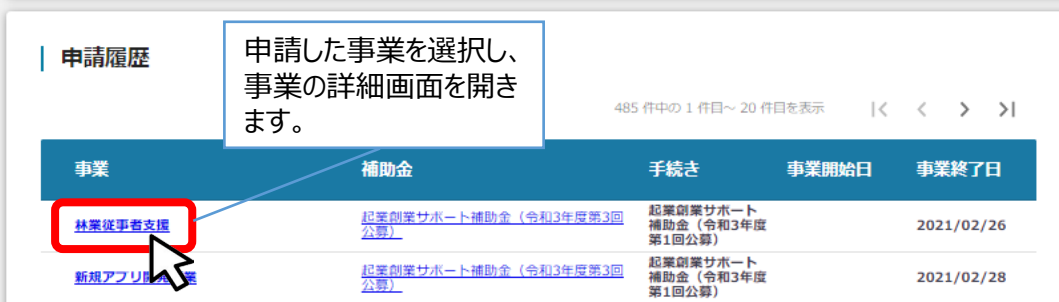 申請履歴
申請した事業を選択し、
事業の詳細画面を開き
ます。
485 件中の 1 件目～ 20 件目を表示
事業 補助金 手続き 事業開始日 事業終了日
林業従事者支援
起業創業サポート補助金（令和3年度第3回
公募）
起業創業サポート
補助金（令和3年度
第1回公募）
2021/02/26
新規アプリ開発 業
起業創業サポート補助金（令和3年度第3回
公募）
起業創業サポート
補助金（令和3年度
第1回公募）
2021/02/28